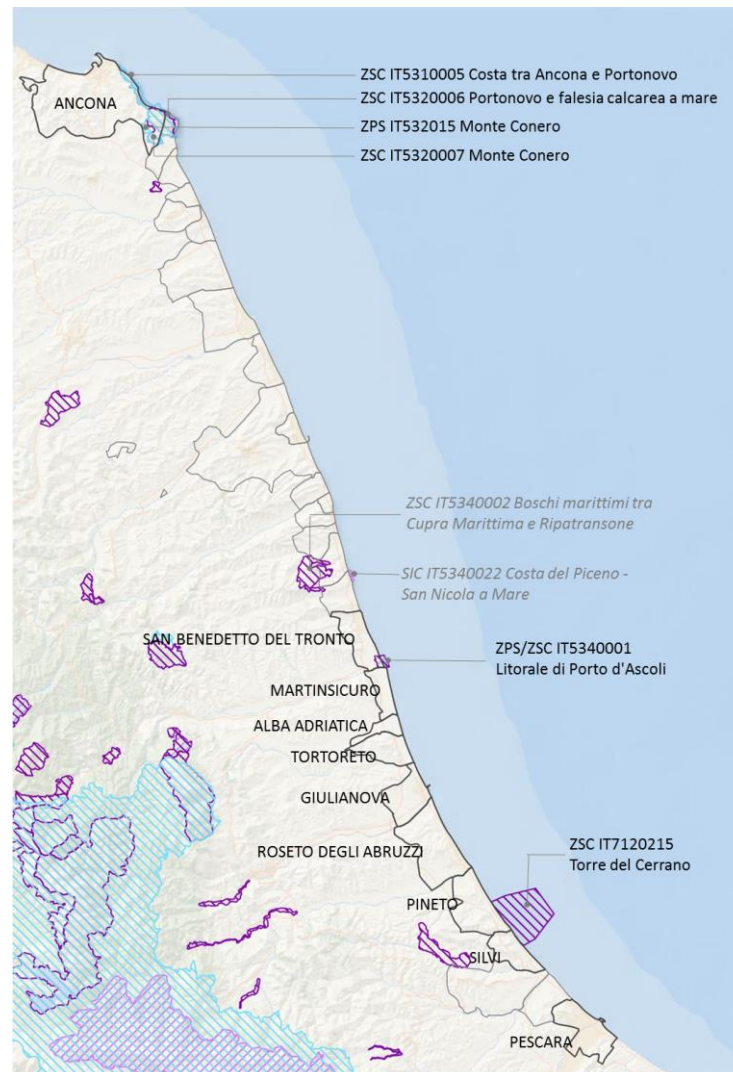 ZSC IT5310005 Costa tra Ancona e Portonovo
ANCONA
ZSC IT5320006 Portonovo e falesia calcarea a mare
ZPS IT532015 Monte Conero
ZSC IT5320007 Monte Conero
ZSC IT5340002 Boschi marittimi tra
Cupra Marittima e Ripatransone
SIC IT5340022 Costa del Piceno -
San Nicola a Mare
SAN BENEDETTO DEL TRONTO
ZPS/ZSC IT5340001
Litorale di Porto d'Ascoli
MARTINSICURO
ALBA ADRIATICA
TORTORETO
GIULIANOVA
ROSETO DEGLI ABRUZZI
ZSC IT7120215
Torre del Cerrano
PINETO
SILVI
PESCARA